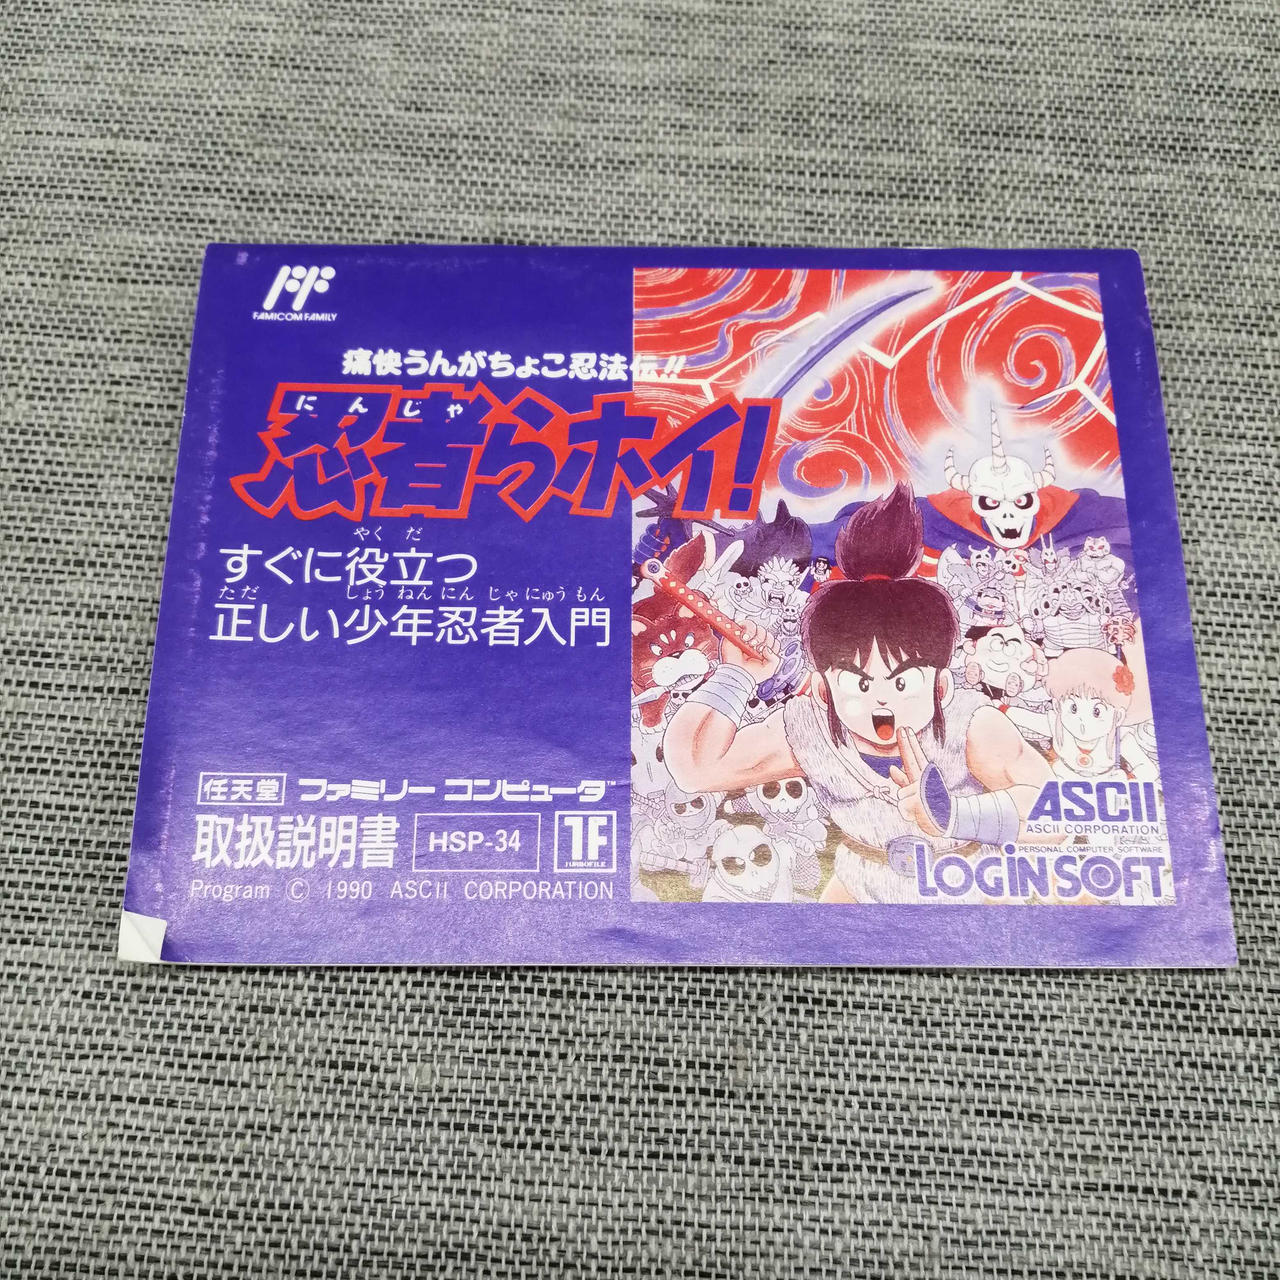 FAMICOM FAMILY
痛快うんがちょこ忍法伝!!
にんじゃ
忍者らホイ!
やく だ
すぐに役立つ
ただ しょうねんにんじゃにゅうもん
正しい少年忍者入門
任天堂 ファミリーコンピュータ™
取扱説明書 HSP-34 TF
TURBOFILE
Program © 1990 ASCII CORPORATION
ASCII
ASCII CORPORATION
PERSONAL COMPUTER SOFTWARE
LOGiN SOFT